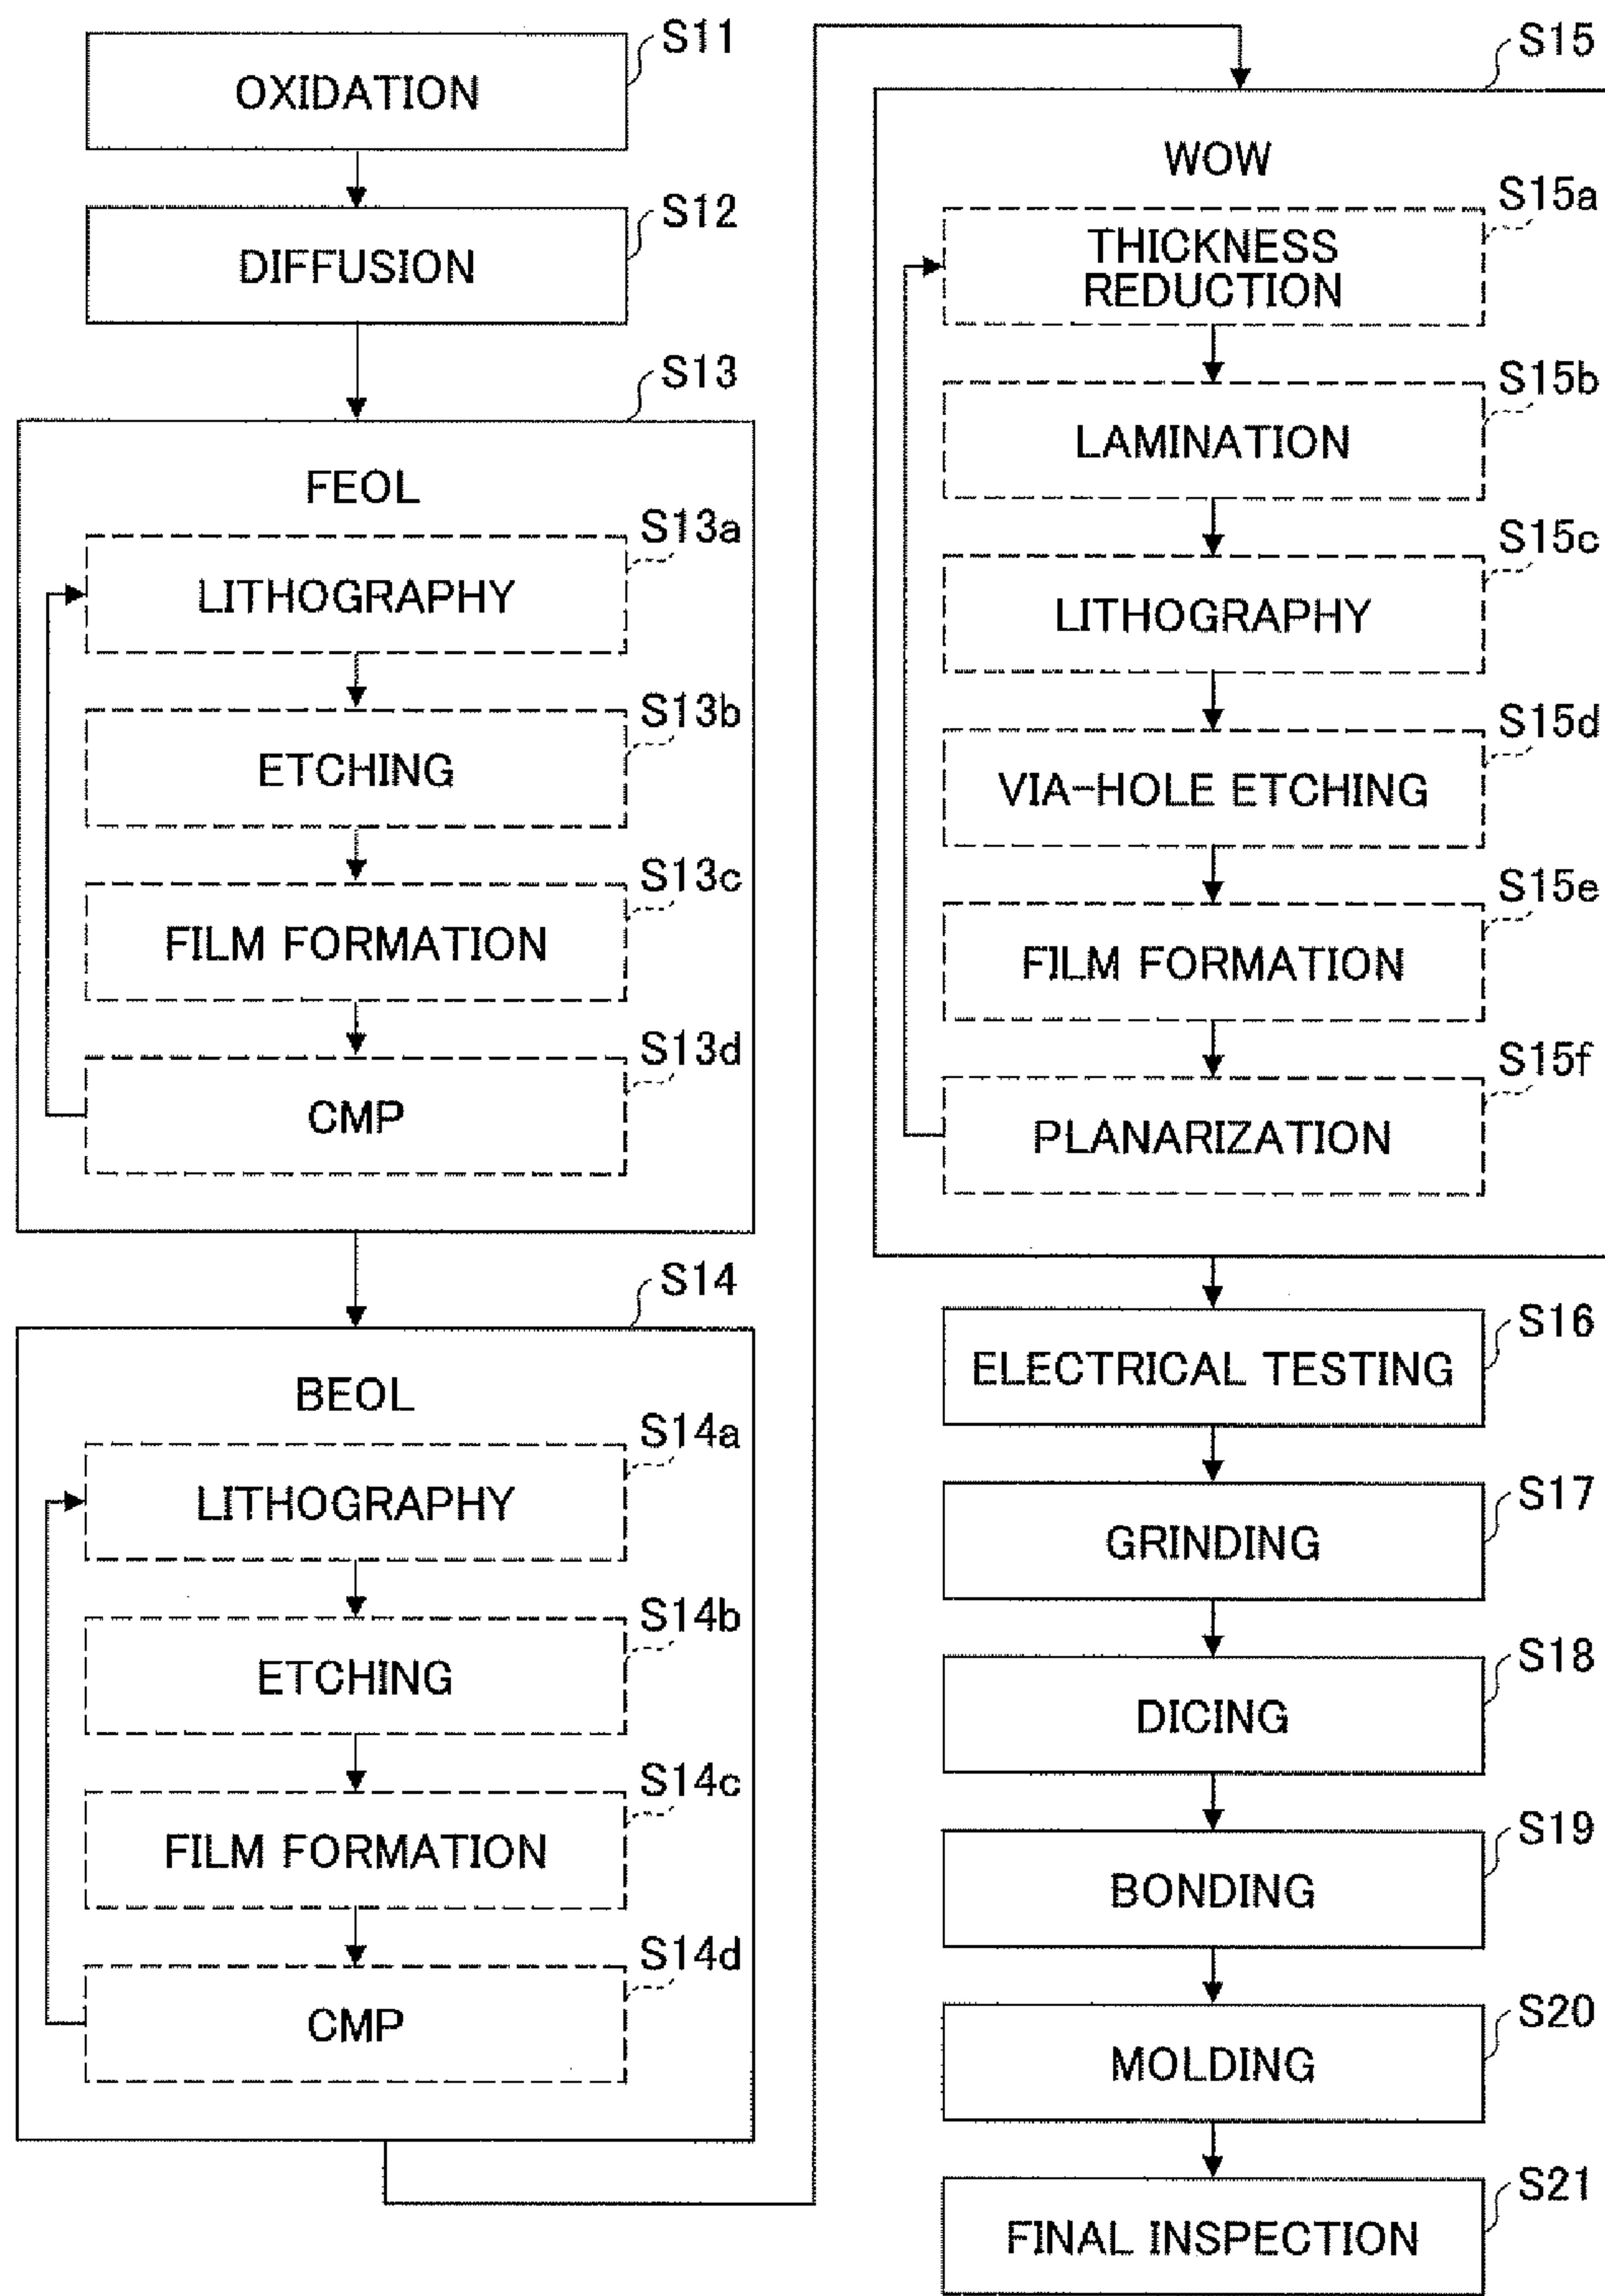 S11
OXIDATION
S12
DIFFUSION
S13
FEOL
S13a
LITHOGRAPHY
S13b
ETCHING
S13c
FILM FORMATION
S13d
CMP
S14
BEOL
S14a
LITHOGRAPHY
S14b
ETCHING
S14c
FILM FORMATION
S14d
CMP
S15
WOW
S15a
THICKNESS
REDUCTION
S15b
LAMINATION
S15c
LITHOGRAPHY
S15d
VIA-HOLE ETCHING
S15e
FILM FORMATION
S15f
PLANARIZATION
S16
ELECTRICAL TESTING
S17
GRINDING
S18
DICING
S19
BONDING
S20
MOLDING
S21
FINAL INSPECTION